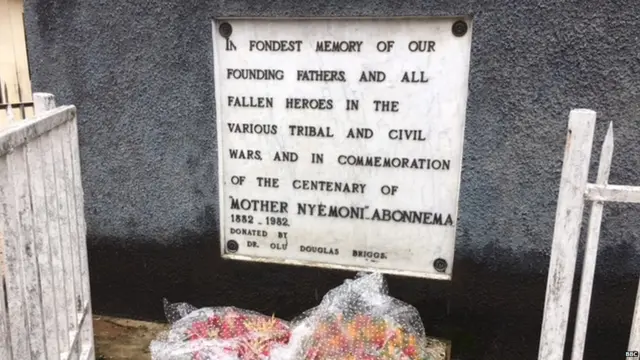 IN FONDEST MEMORY OF OUR
FOUNDING FATHERS, AND ALL
FALLEN HEROES IN THE
VARIOUS TRIBAL AND CIVIL
WARS, AND IN COMMEMORATION
OF THE CENTENARY OF
"MOTHER NYEMONI-ABONNEMA
1882-1982.
DONATED BY
DR. OLU DOUGLAS BRIGGS.
BBC